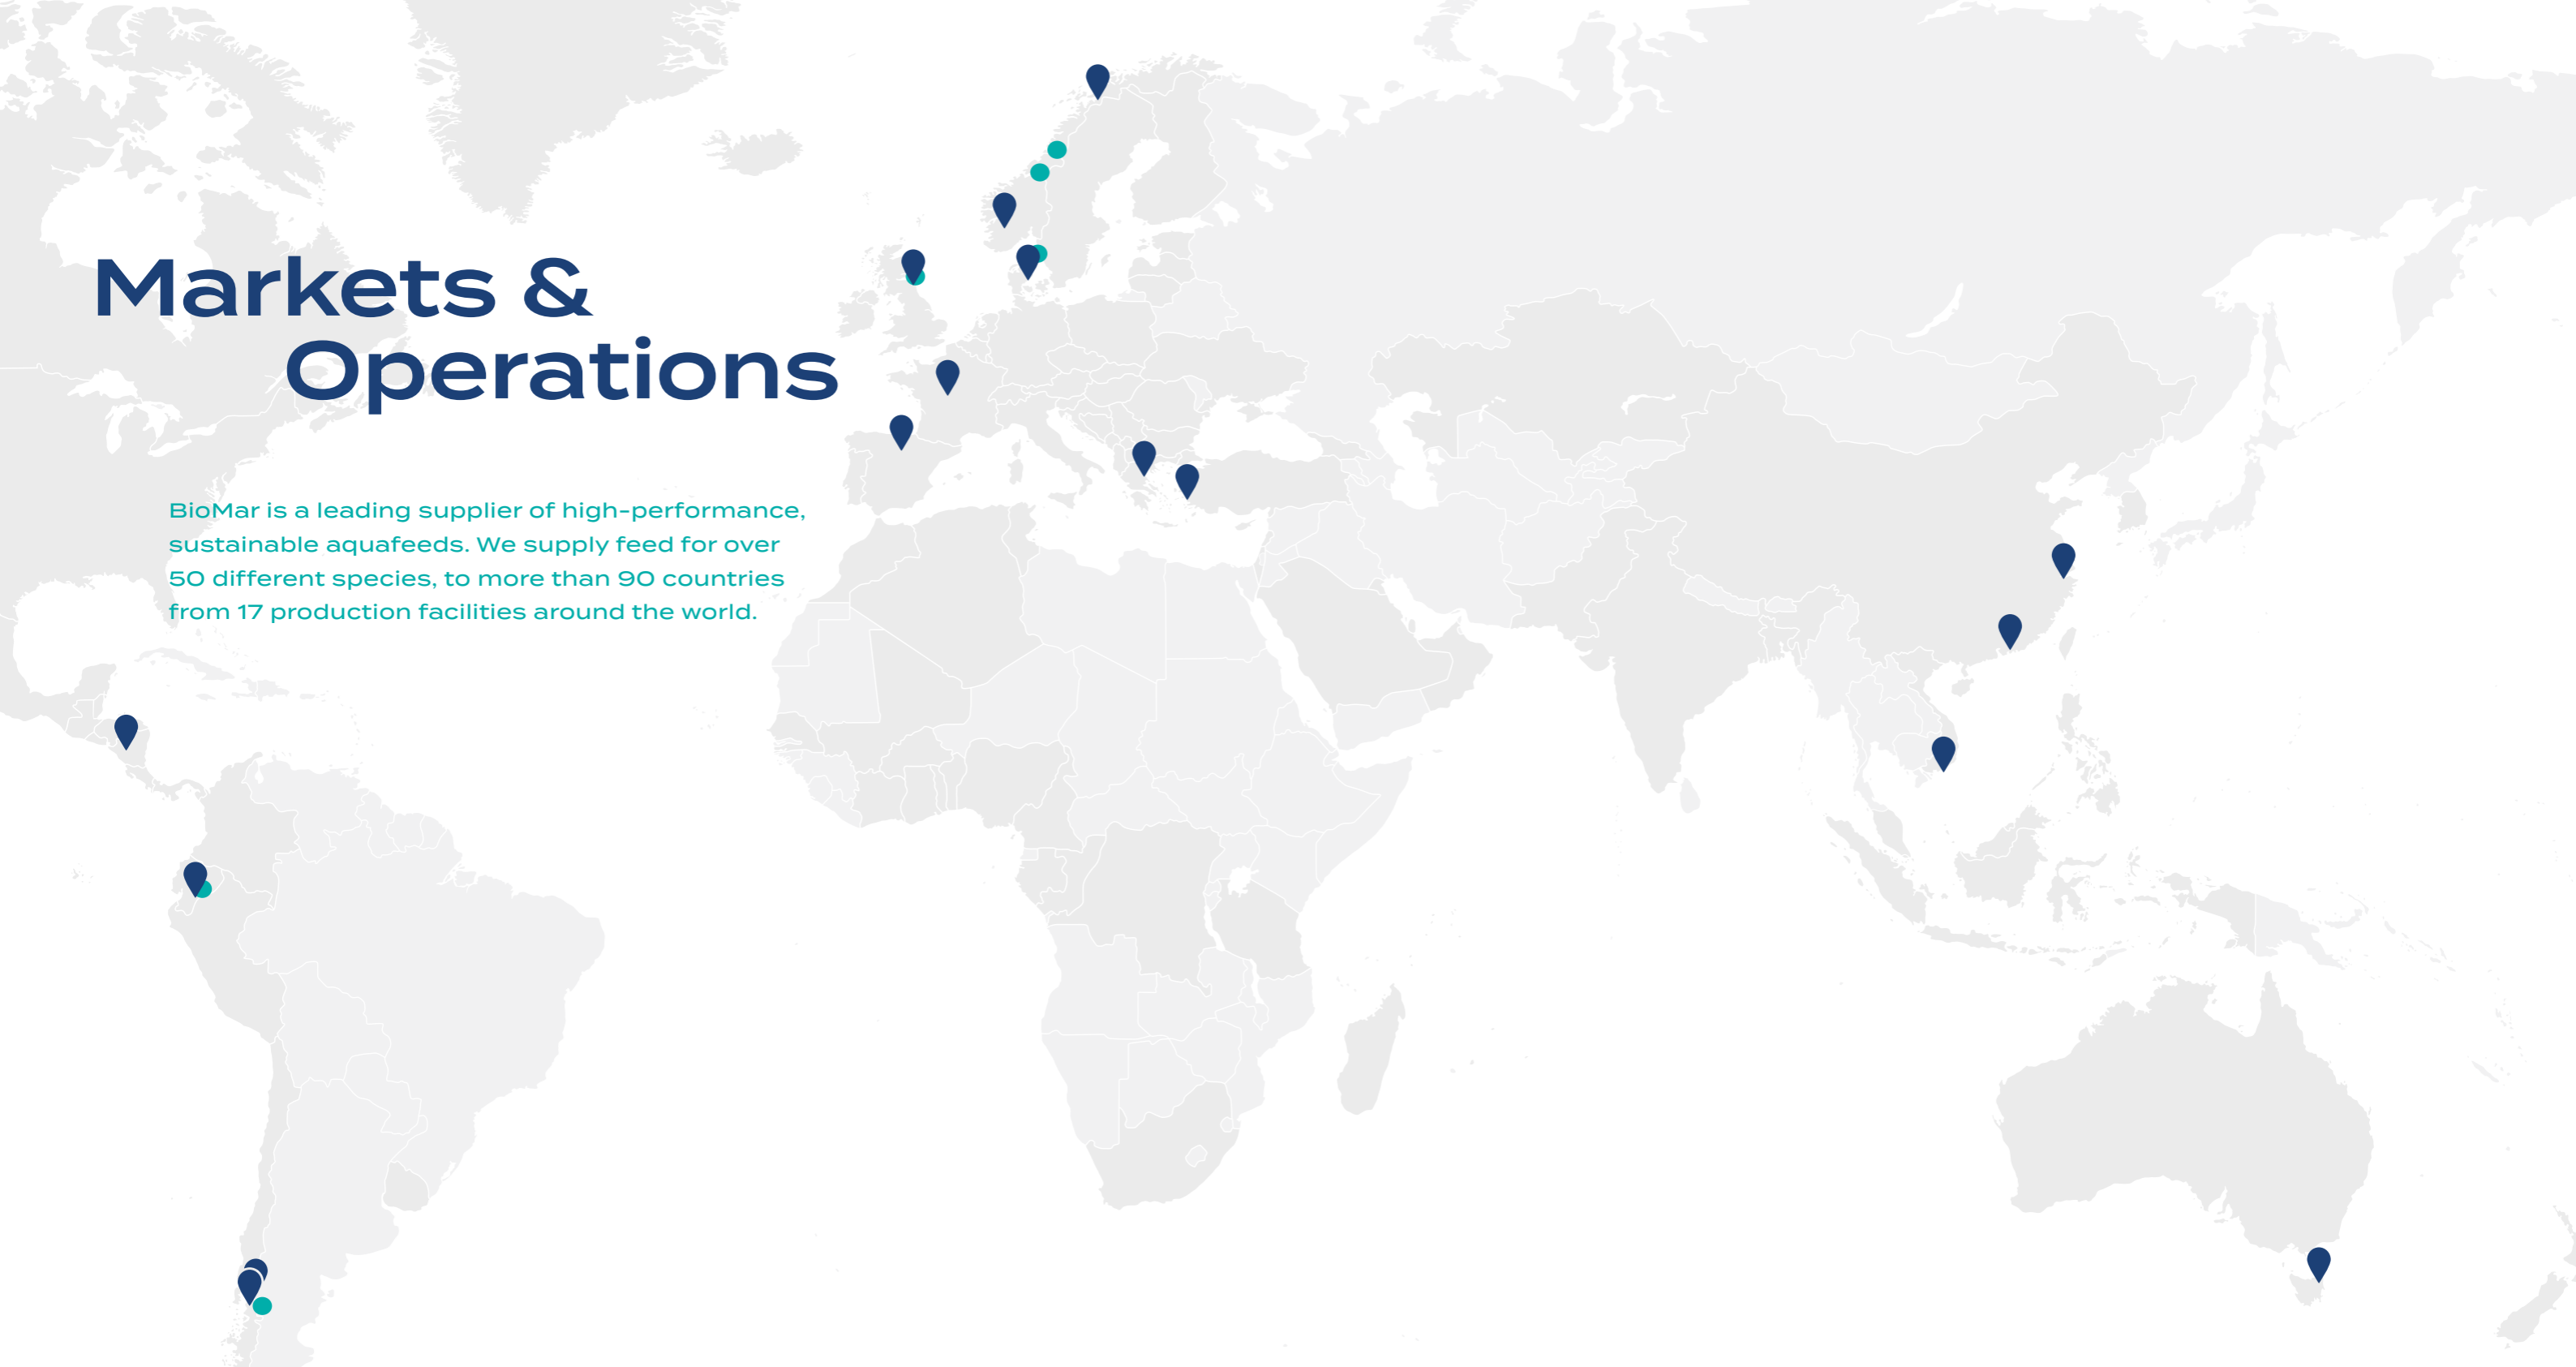 Markets &
Operations
BioMar is a leading supplier of high-performance,
sustainable aquafeeds. We supply feed for over
50 different species, to more than 90 countries
from 17 production facilities around the world.